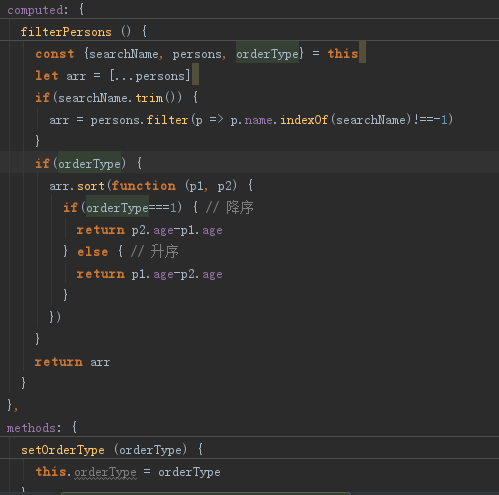 computed: {
filterPersons () {
const {searchName, persons, orderType} = this
let arr = [...persons]
if(searchName.trim()) {
arr = persons.filter(p => p.name.indexOf(searchName)!==-1)
}
if(orderType) {
arr.sort(function (p1, p2) {
if(orderType===1) { // 降序
return p2.age-p1.age
} else { // 升序
return p1.age-p2.age
}
})
}
return arr
}
},
methods: {
setOrderType (orderType) {
this.orderType = orderType
}